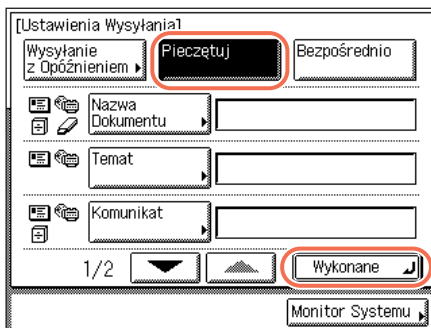 [Ustawienia Wysyłania]
Wysyłanie
z Opóźnieniem
Pieczętuj
Bezpośrednio
Nazwa
Dokumentu
Temat
Komunikat
1/2
Wykonane
Monitor Systemu